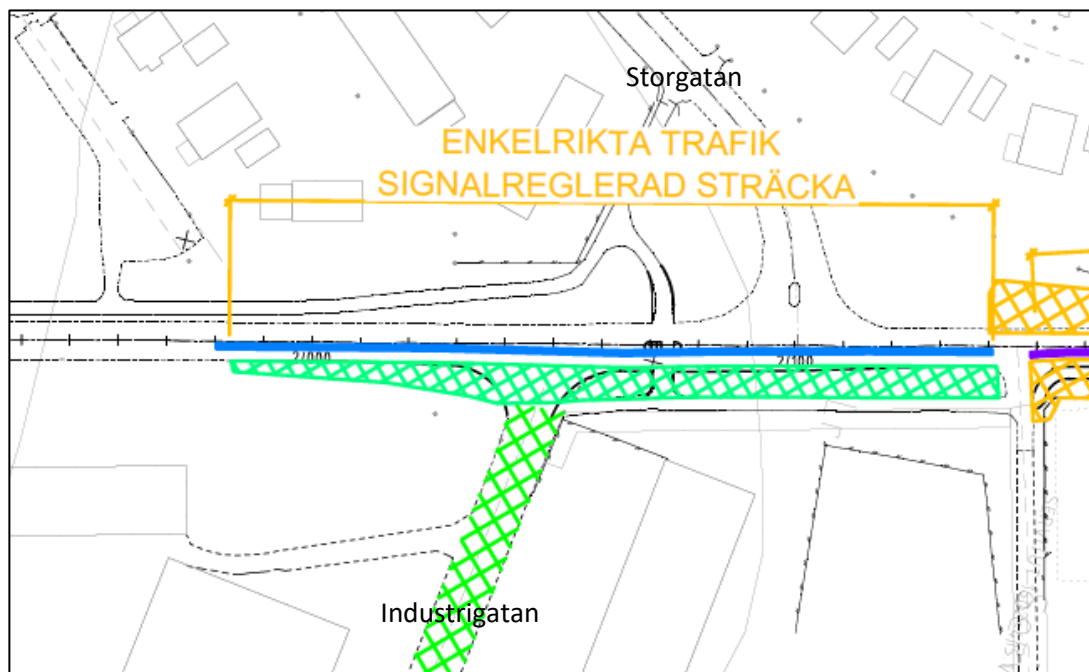 Storgatan
ENKELRIKTA TRAFIK
SIGNALREGLERAD STRÄCKA
2/000
2/100
Industrigatan